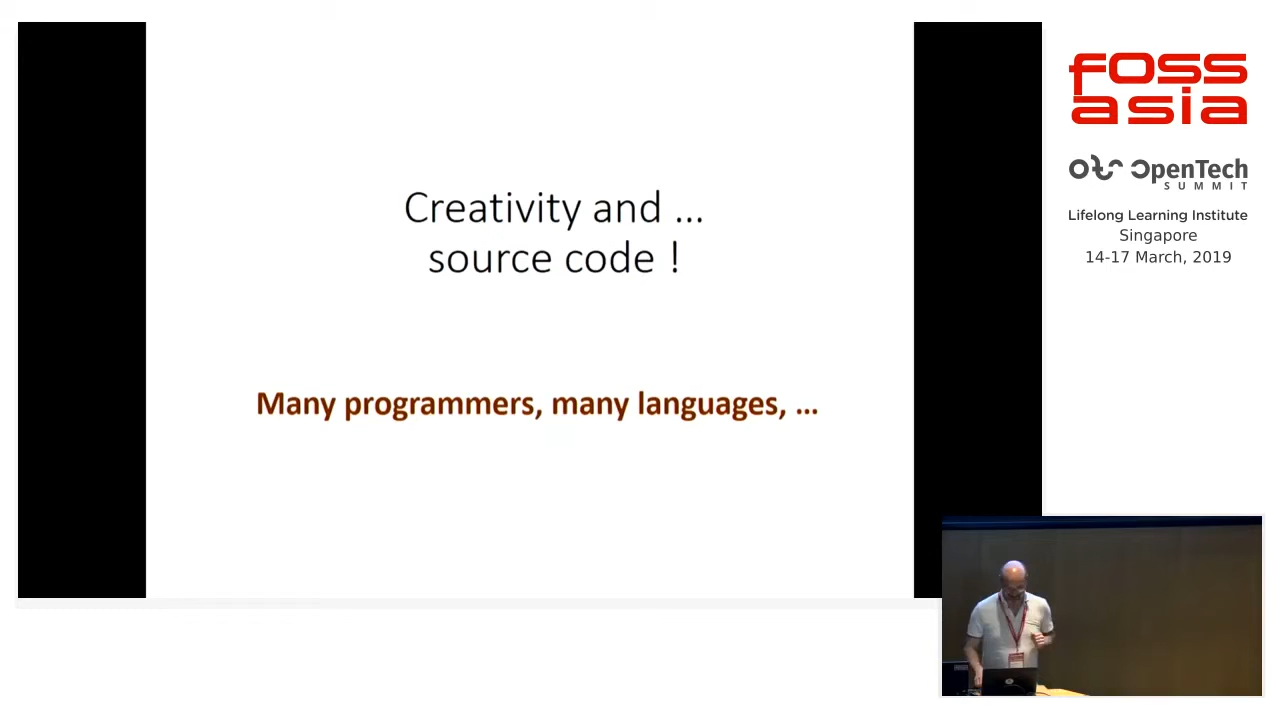 Creativity and ...
source code !
Many programmers, many languages, ...
foss
asia
OpenTech
SUMMIT
Lifelong Learning Institute
Singapore
14-17 March, 2019